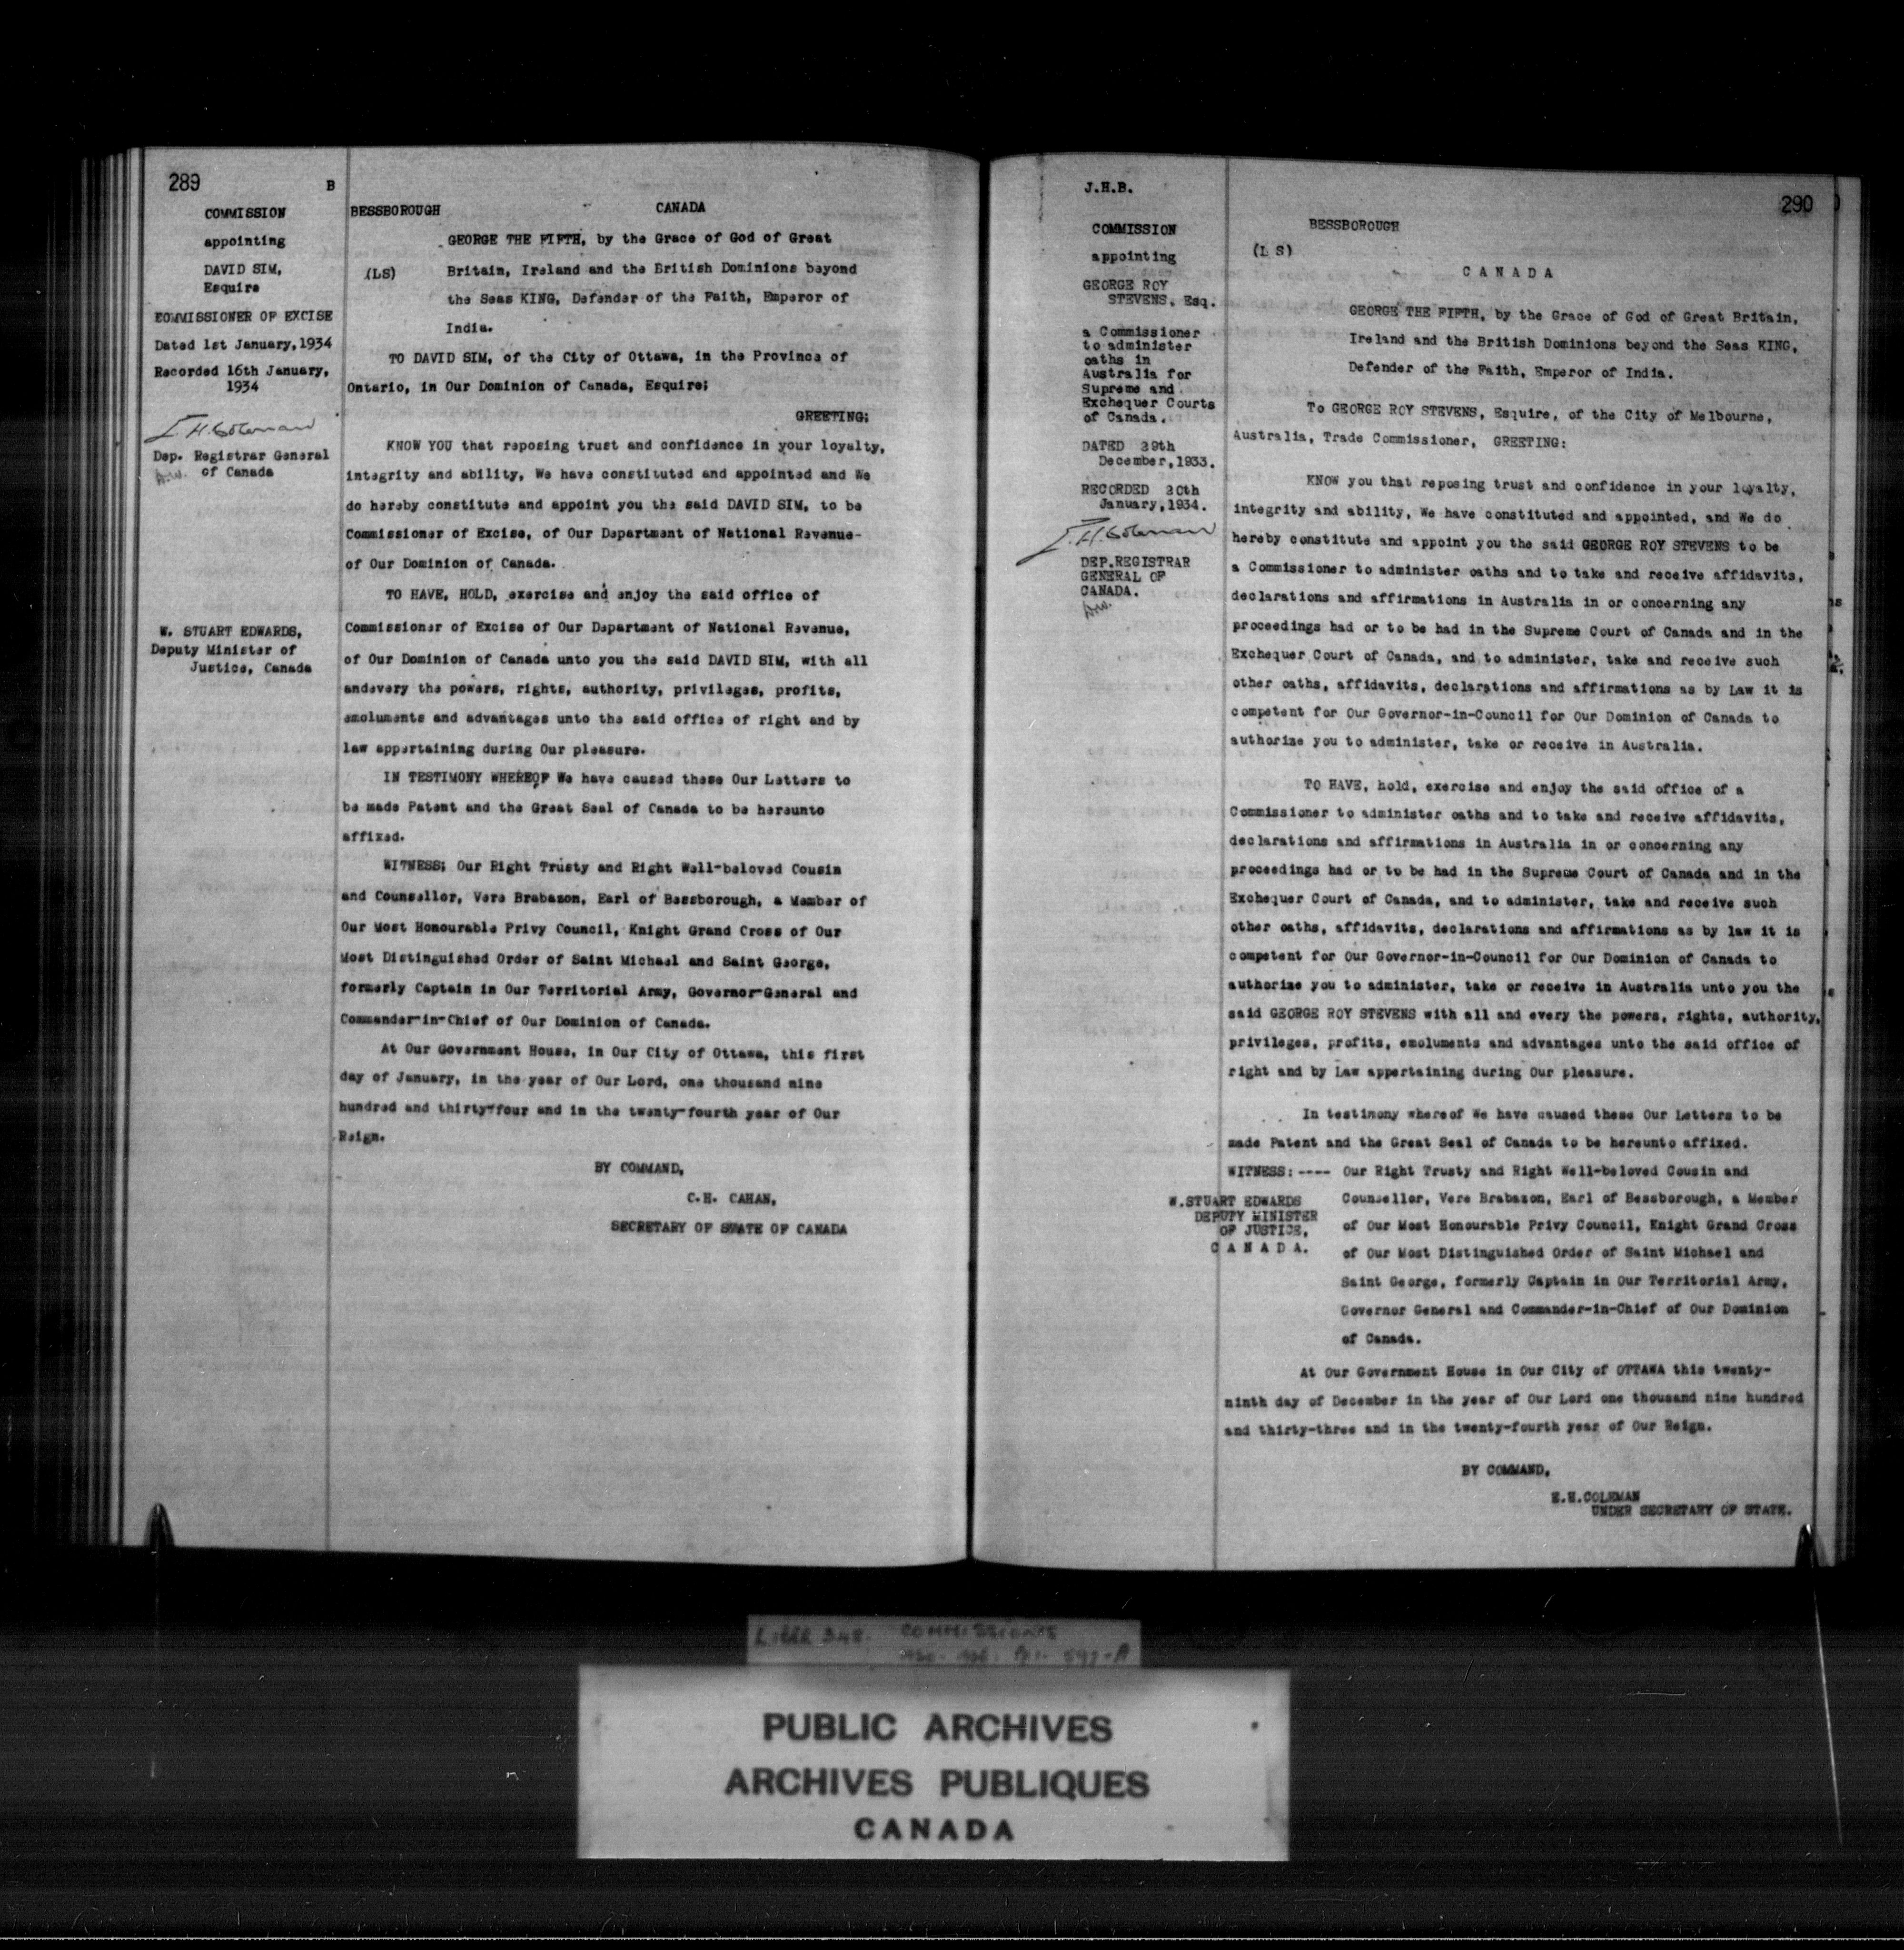 289
B
COMMISSION
appointing
DAVID SIM,
Esquire
EOMMISSIONER OF EXCISE
Dated 1st January, 1934
Recorded 16th January,
1934
E.H. Coleman
Dep. Registrar General
of Canada
W. STUART EDWARDS,
Deputy Minister of
Justice, Canada
BESSBOROUGH
CANADA
GEORGE THE FIFTH, by the Grace of God of Great
(LS)
Britain, Ireland and the British Dominions beyond
the Seas KING, Defender of the Faith, Emperor of
India.
TO DAVID SIM, of the City of Ottawa, in the Province of
Ontario, in Our Dominion of Canada, Esquire;
GREETING;
KNOW YOU that reposing trust and confidence in your loyalty,
integrity and ability, We have constituted and appointed and We
do hereby constitute and appoint you the said DAVID SIM, to be
Commissioner of Excise, of Our Department of National Revenue-
of Our Dominion of Canada.
TO HAVE, HOLD, exercise and enjoy the said office of
Commissioner of Excise of Our Department of National Revenue,
of Our Dominion of Canada unto you the said DAVID SIM, with all
andevery the powers, rights, authority, privileges, profits,
emoluments and advantages unto the said office of right and by
law appertaining during Our pleasure.
IN TESTIMONY WHEREOF We have caused these Our Letters to
be made Patent and the Great Seal of Canada to be hereunto
affixed.
WITNESS; Our Right Trusty and Right Well-beloved Cousin
and Counsellor, Vere Brabazon, Earl of Bessborough, a Member of
Our Most Honourable Privy Council, Knight Grand Cross of Our
Most Distinguished Order of Saint Michael and Saint George,
formerly Captain in Our Territorial Army, Governor-General and
Commander-in-Chief of Our Dominion of Canada.
At Our Government House, in Our City of Ottawa, this first
day of January, in the year of Our Lord, one thousand nine
hundred and thirty-four and in the twenty-fourth year of Our
Reign.
BY COMMAND,
C.H. CAHAN,
SECRETARY OF STATE OF CANADA
J.H.B.
290
COMMISSION
appointing
GEORGE ROY
STEVENS, Esq.
a Commissioner
to administer
oaths in
Australia for
Supreme and
Exchequer Courts
of Canada.
DATED 29th
December, 1933.
RECORDED 20th
January, 1934.
E.H. Coleman
DEP. REGISTRAR
GENERAL OF
CANADA.
BESSBOROUGH
(L S)
C A N A D A
GEORGE THE FIFTH, by the Grace of God of Great Britain,
Ireland and the British Dominions beyond the Seas KING,
Defender of the Faith, Emperor of India.
To GEORGE ROY STEVENS, Esquire, of the City of Melbourne,
Australia, Trade Commissioner, GREETING:
KNOW you that reposing trust and confidence in your loyalty,
integrity and ability, We have constituted and appointed, and We do
hereby constitute and appoint you the said GEORGE ROY STEVENS to be
a Commissioner to administer oaths and to take and receive affidavits,
declarations and affirmations in Australia in or concerning any
proceedings had or to be had in the Supreme Court of Canada and in the
Exchequer Court of Canada, and to administer, take and receive such
other oaths, affidavits, declarations and affirmations as by Law it is
competent for Our Governor-in-Council for Our Dominion of Canada to
authorize you to administer, take or receive in Australia.
TO HAVE, hold, exercise and enjoy the said office of a
Commissioner to administer oaths and to take and receive affidavits,
declarations and affirmations in Australia in or concerning any
proceedings had or to be had in the Supreme Court of Canada and in the
Exchequer Court of Canada, and to administer, take and receive such
other oaths, affidavits, declarations and affirmations as by law it is
competent for Our Governor-in-Council for Our Dominion of Canada to
authorize you to administer, take or receive in Australia unto you the
said GEORGE ROY STEVENS with all and every the powers, rights, authority,
privileges, profits, emoluments and advantages unto the said office of
right and by Law appertaining during Our pleasure.
In testimony whereof We have caused these Our Letters to be
made Patent and the Great Seal of Canada to be hereunto affixed.
WITNESS: ---- Our Right Trusty and Right Well-beloved Cousin and
Counsellor, Vere Brabazon, Earl of Bessborough, a Member
of Our Most Honourable Privy Council, Knight Grand Cross
of Our Most Distinguished Order of Saint Michael and
Saint George, formerly Captain in Our Territorial Army,
Governor General and Commander-in-Chief of Our Dominion
of Canada.
W.STUART EDWARDS
DEPUTY MINISTER
OF JUSTICE,
C A N A D A.
At Our Government House in Our City of OTTAWA this twenty-
ninth day of December in the year of Our Lord one thousand nine hundred
and thirty-three and in the twenty-fourth year of Our Reign.
BY COMMAND,
E.H.COLEMAN
UNDER SECRETARY OF STATE.
LIBER 348. COMMISSIONS
597-A
PUBLIC ARCHIVES
ARCHIVES PUBLIQUES
CANADA